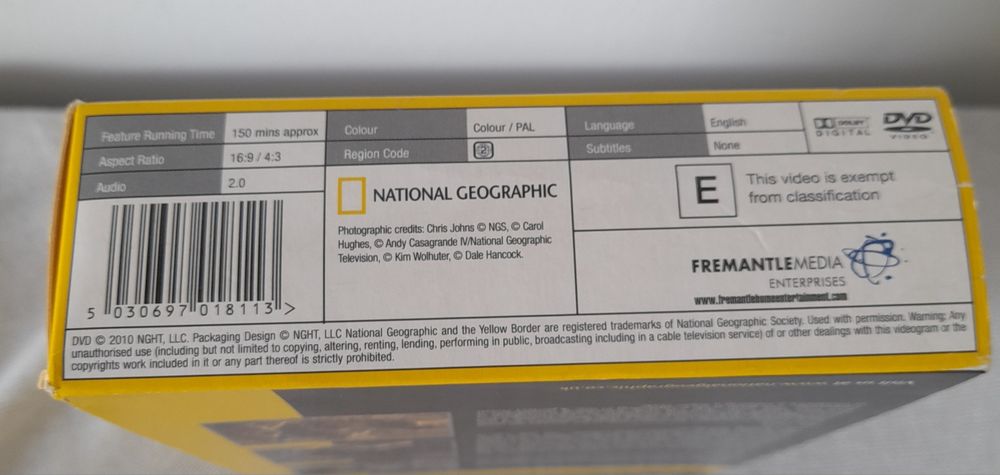 Feature Running Time 150 mins approx
Aspect Ratio 16:9 / 4:3
Audio 2.0
5 030697 018113 >
Colour Colour / PAL
Region Code 2
NATIONAL GEOGRAPHIC
Photographic credits: Chris Johns © NGS, © Carol
Hughes, © Andy Casagrande IV/National Geographic
Television, © Kim Wolhuter, © Dale Hancock.
Language English
Subtitles None
DOLBY
DIGITAL
DVD
VIDEO
E
This video is exempt
from classification
FREMANTLEMEDIA
ENTERPRISES
www.fremantlehomeentertainment.com
DVD © 2010 NGHT, LLC. Packaging Design © NGHT, LLC National Geographic and the Yellow Border are registered trademarks of National Geographic Society. Used with permission. Warning: Any
unauthorised use (including but not limited to copying, altering, renting, lending, performing in public, broadcasting including in a cable television service) of or other dealings with this videogram or the
copyrights work included in it or any part thereof is strictly prohibited.